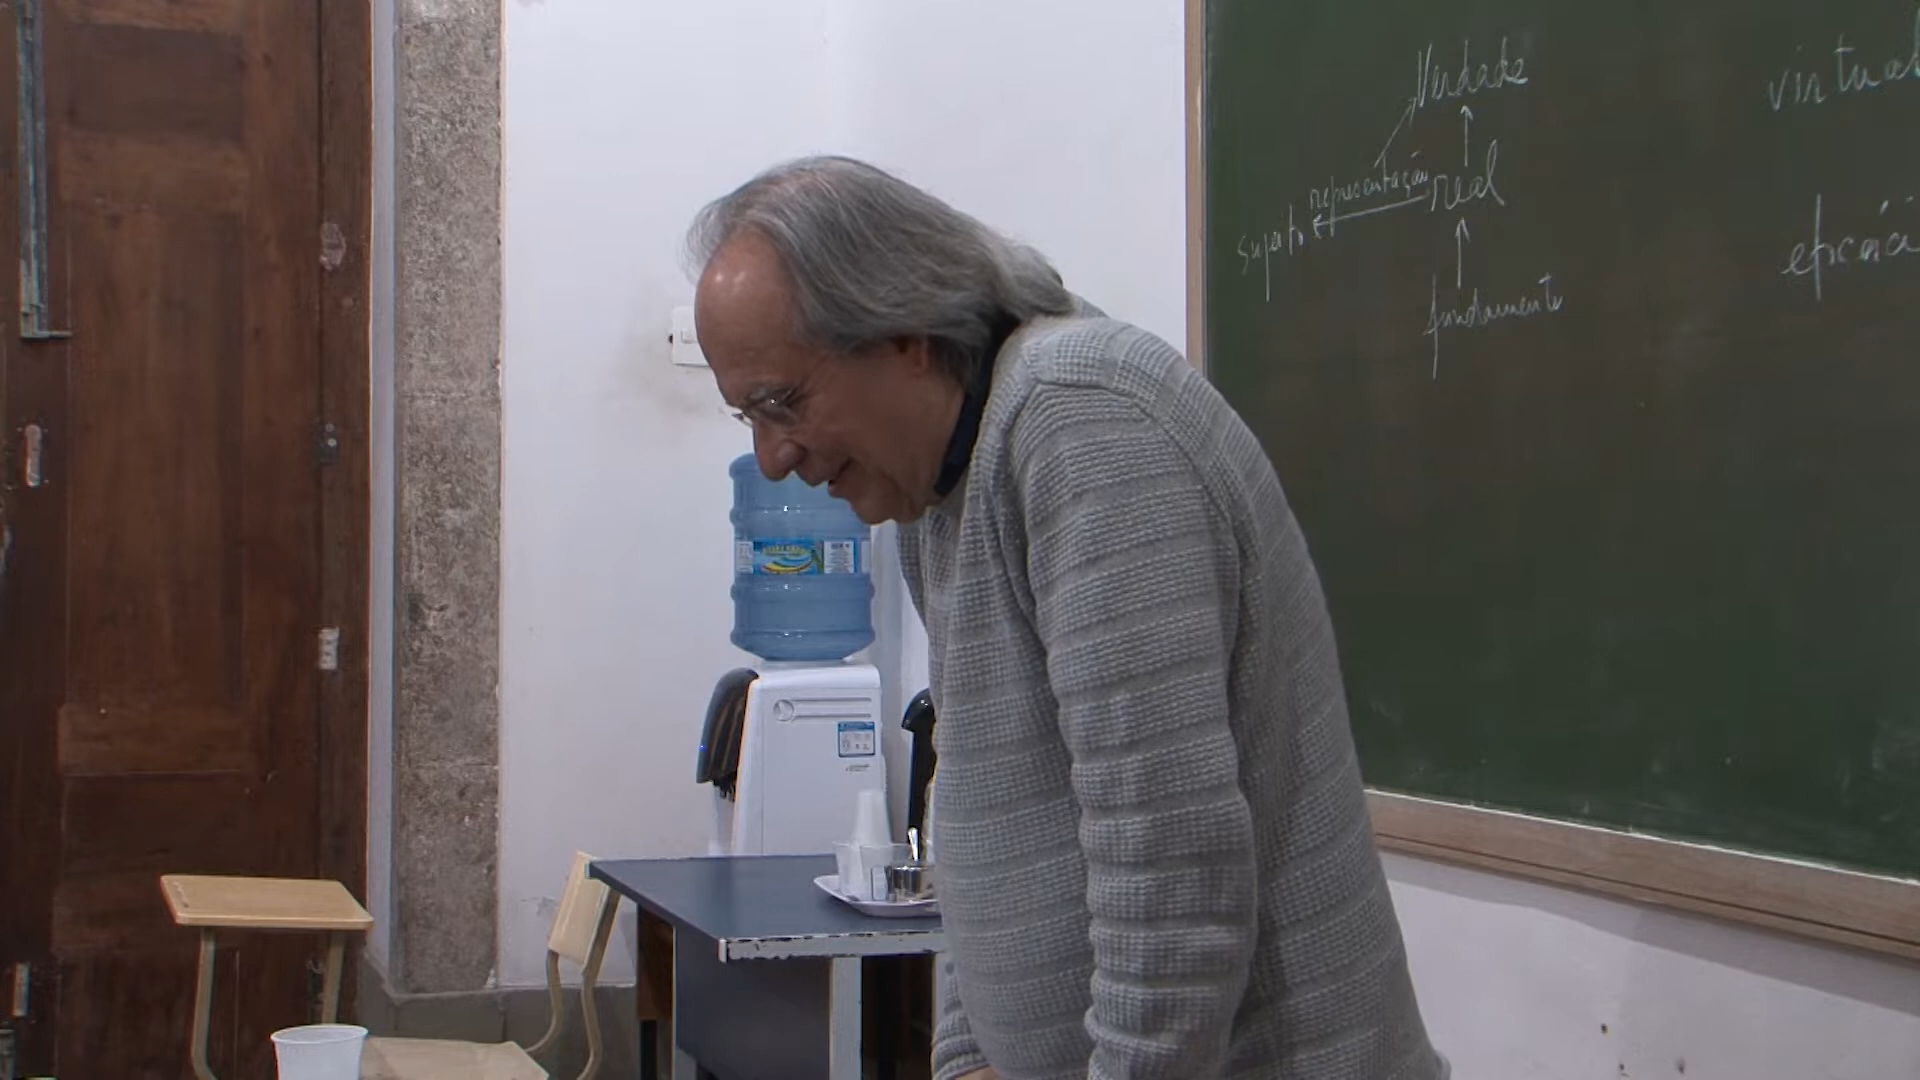 Verdade
virtual
representação real
sujeito
eficáci
fundamento